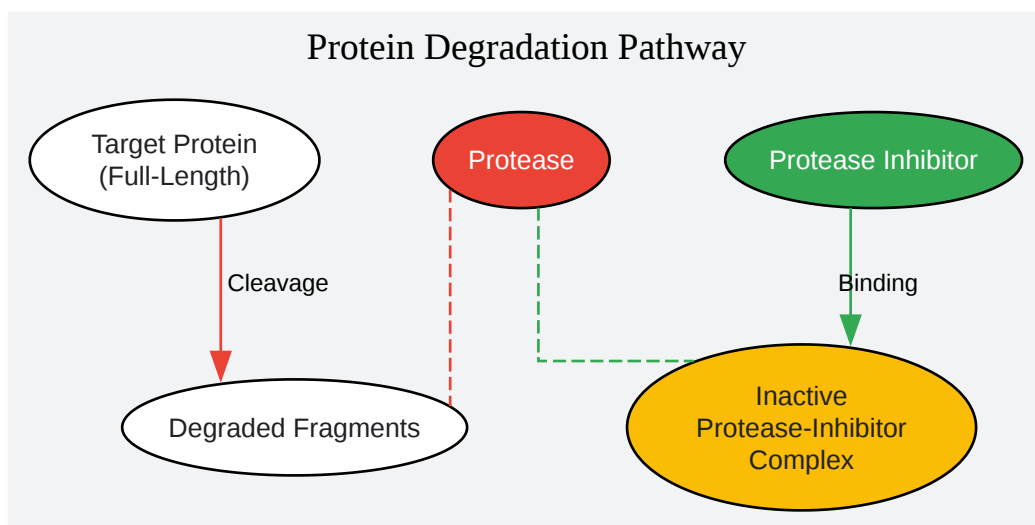 Protein Degradation Pathway
Target Protein
(Full-Length)
Protease
Protease Inhibitor
Cleavage
Binding
Degraded Fragments
Inactive
Protease-Inhibitor
Complex